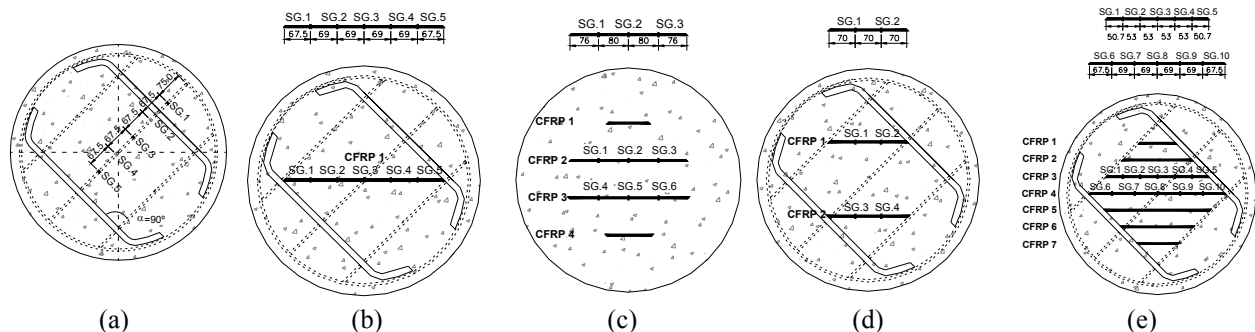 SG.1 SG.2 SG.3 SG.4 SG.5
67.5 69 69 69 67.5
SG.1 SG.2 SG.3
76 80 80 76
SG.1 SG.2
70 70 70
SG.1 SG.2 SG.3 SG.4 SG.5
50.7 53 53 53 53 50.7
SG.6 SG.7 SG.8 SG.9 SG.10
67.5 69 69 69 67.5
67.5 67.5 67.5 67.5
SG.1
SG.2
SG.3
SG.4
SG.5
α=90º
CFRP 1
SG.1 SG.2 SG.3 SG.4 SG.5
CFRP 1
CFRP 2
SG.1 SG.2 SG.3
CFRP 3
SG.4 SG.5 SG.6
CFRP 4
CFRP 1
SG.1 SG.2
CFRP 2
SG.3 SG.4
CFRP 1
CFRP 2
CFRP 3
SG.1 SG.2 SG.3 SG.4 SG.5
CFRP 4
SG.6 SG.7 SG.8 SG.9 SG.10
CFRP 5
CFRP 6
CFRP 7
(a) (b) (c) (d) (e)